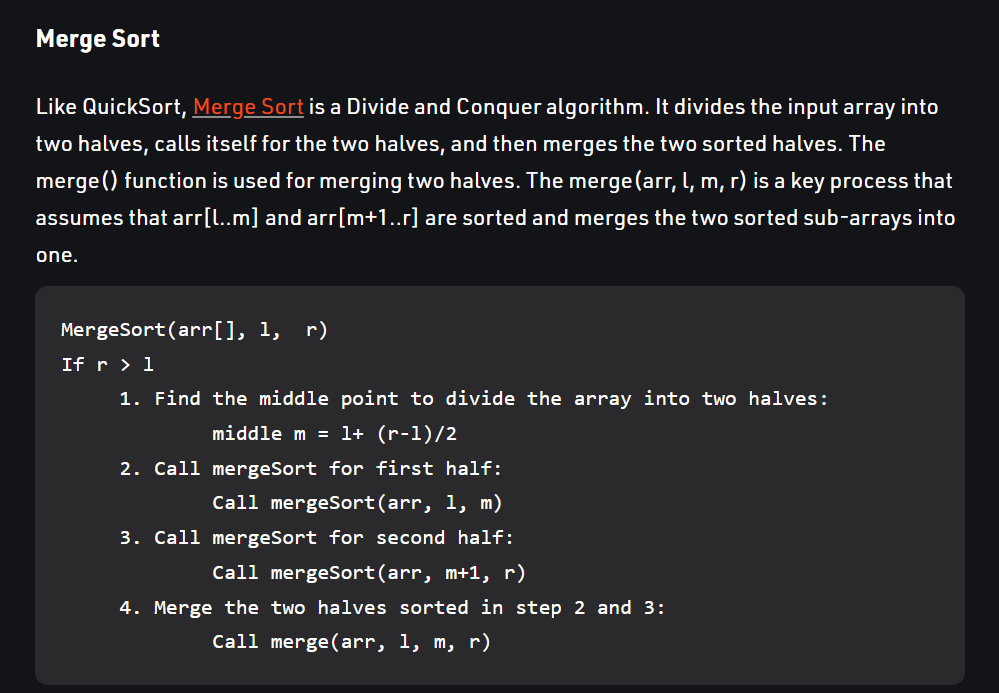 Merge Sort
Like QuickSort, Merge Sort is a Divide and Conquer algorithm. It divides the input array into
two halves, calls itself for the two halves, and then merges the two sorted halves. The
merge() function is used for merging two halves. The merge(arr, l, m, r) is a key process that
assumes that arr[l..m] and arr[m+1..r] are sorted and merges the two sorted sub-arrays into
one.
MergeSort(arr[], l,  r)
If r > l
     1. Find the middle point to divide the array into two halves:
             middle m = l+ (r-l)/2
     2. Call mergeSort for first half:
             Call mergeSort(arr, l, m)
     3. Call mergeSort for second half:
             Call mergeSort(arr, m+1, r)
     4. Merge the two halves sorted in step 2 and 3:
             Call merge(arr, l, m, r)